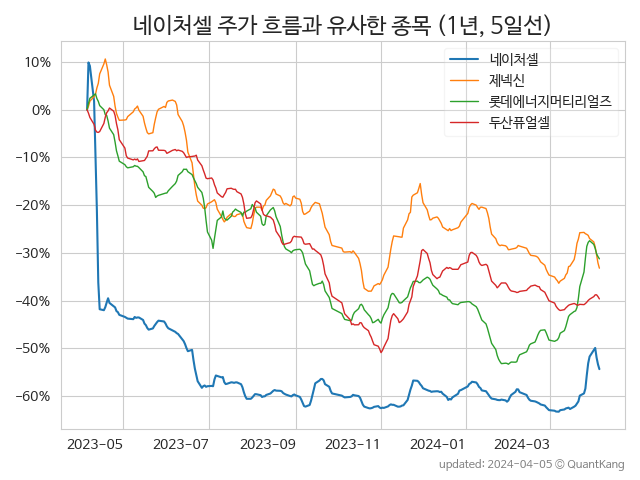 네이처셀 주가 흐름과 유사한 종목 (1년, 5일선)
네이처셀
제넥신
롯데에너지머티리얼즈
두산퓨얼셀
10%
0%
−10%
−20%
−30%
−40%
−50%
−60%
2023−05 2023−07 2023−09 2023−11 2024−01 2024−03
updated: 2024-04-05 © QuantKang